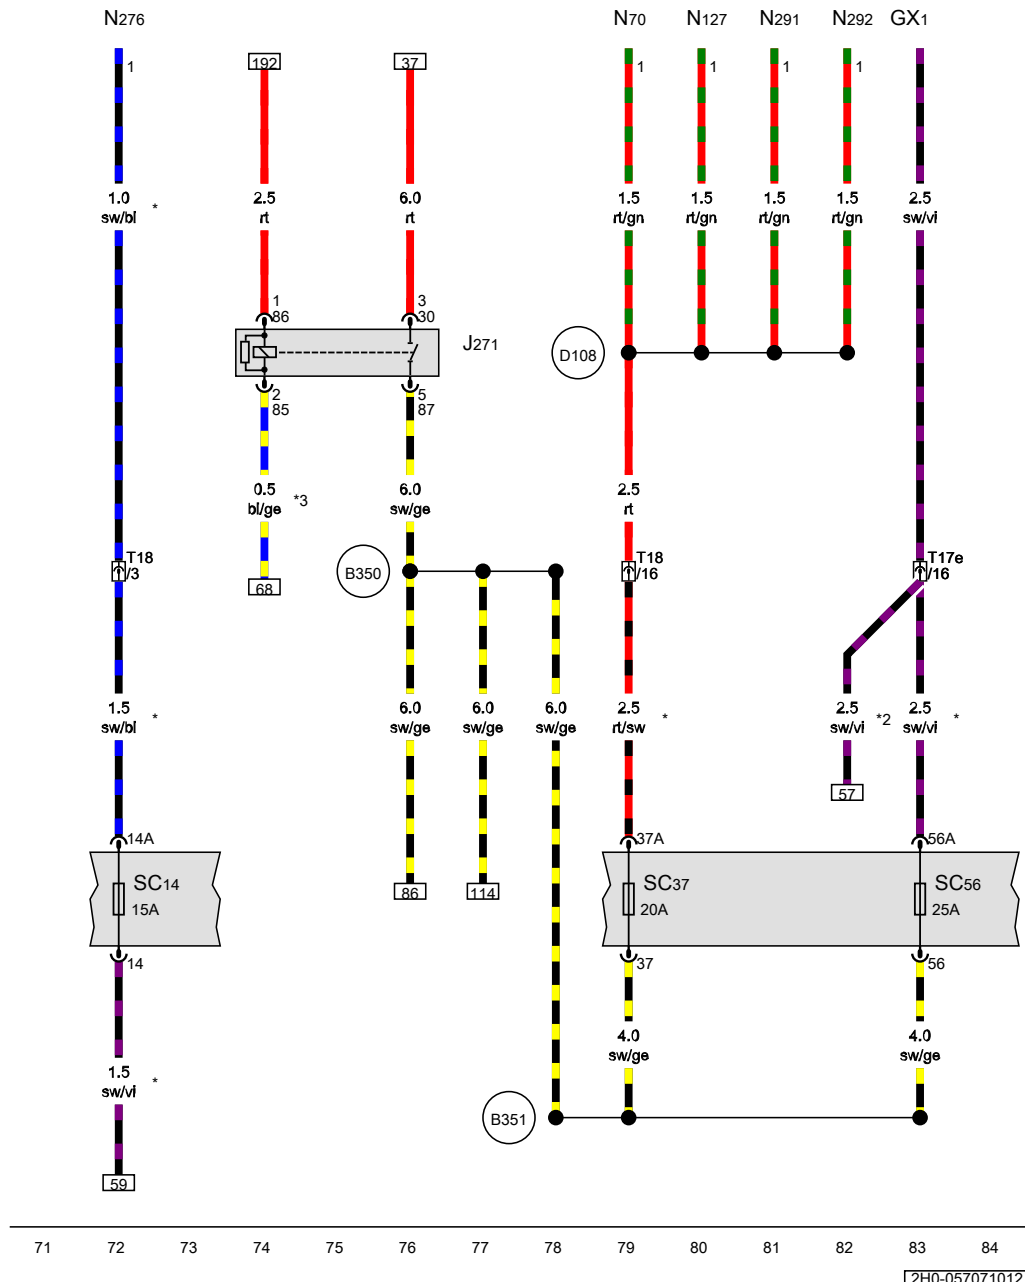 N276
N70
N127
N291
N292
GX1
1
192
37
1
1
1
1
1.0
sw/bl
*
2.5
rt
6.0
rt
1.5
rt/gn
1.5
rt/gn
1.5
rt/gn
1.5
rt/gn
2.5
sw/vi
1
86
3
30
J271
D108
2
85
5
87
0.5
bl/ge
*3
6.0
sw/ge
2.5
rt
T18
/3
68
B350
T18
/16
T17e
/16
1.5
sw/bl
*
6.0
sw/ge
6.0
sw/ge
6.0
sw/ge
2.5
rt/sw
*
2.5
sw/vi
*2
2.5
sw/vi
*
57
14A
37A
56A
SC14
15A
86
114
SC37
20A
SC56
25A
14
37
56
4.0
sw/ge
4.0
sw/ge
1.5
sw/vi
*
B351
59
71
72
73
74
75
76
77
78
79
80
81
82
83
84
2H0-057071012